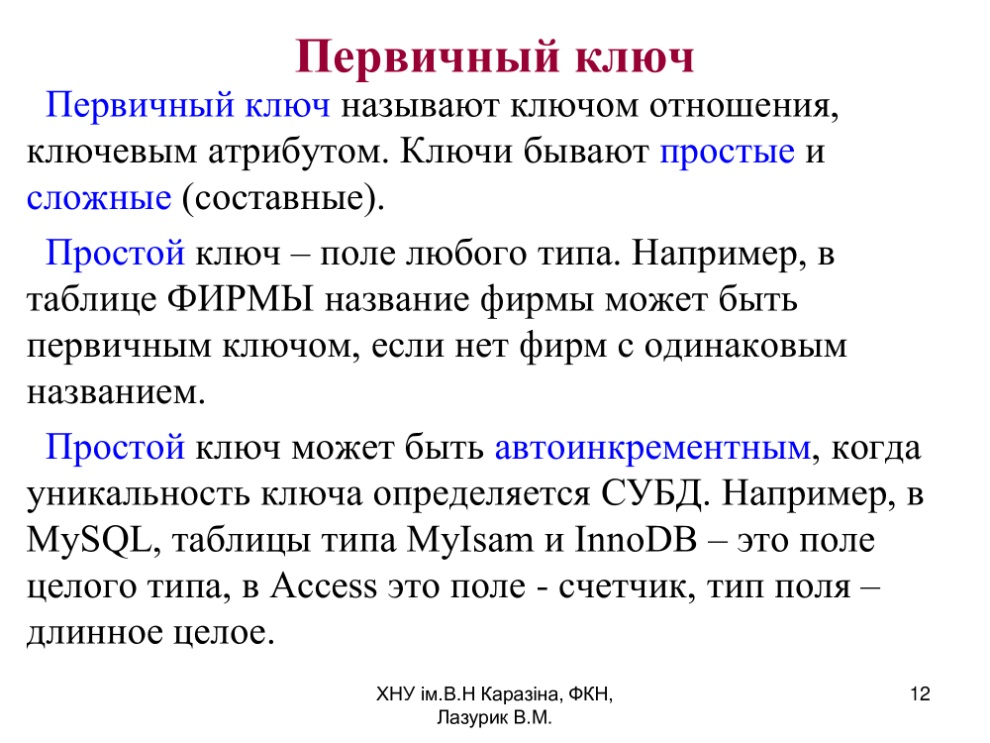 Первичный ключ
Первичный ключ называют ключом отношения,
ключевым атрибутом. Ключи бывают простые и
сложные (составные).
Простой ключ – поле любого типа. Например, в
таблице ФИРМЫ название фирмы может быть
первичным ключом, если нет фирм с одинаковым
названием.
Простой ключ может быть автоинкрементным, когда
уникальность ключа определяется СУБД. Например, в
MySQL, таблицы типа MyIsam и InnoDB – это поле
целого типа, в Access это поле - счетчик, тип поля –
длинное целое.
ХНУ ім.В.Н Каразіна, ФКН,
Лазурик В.М.
12